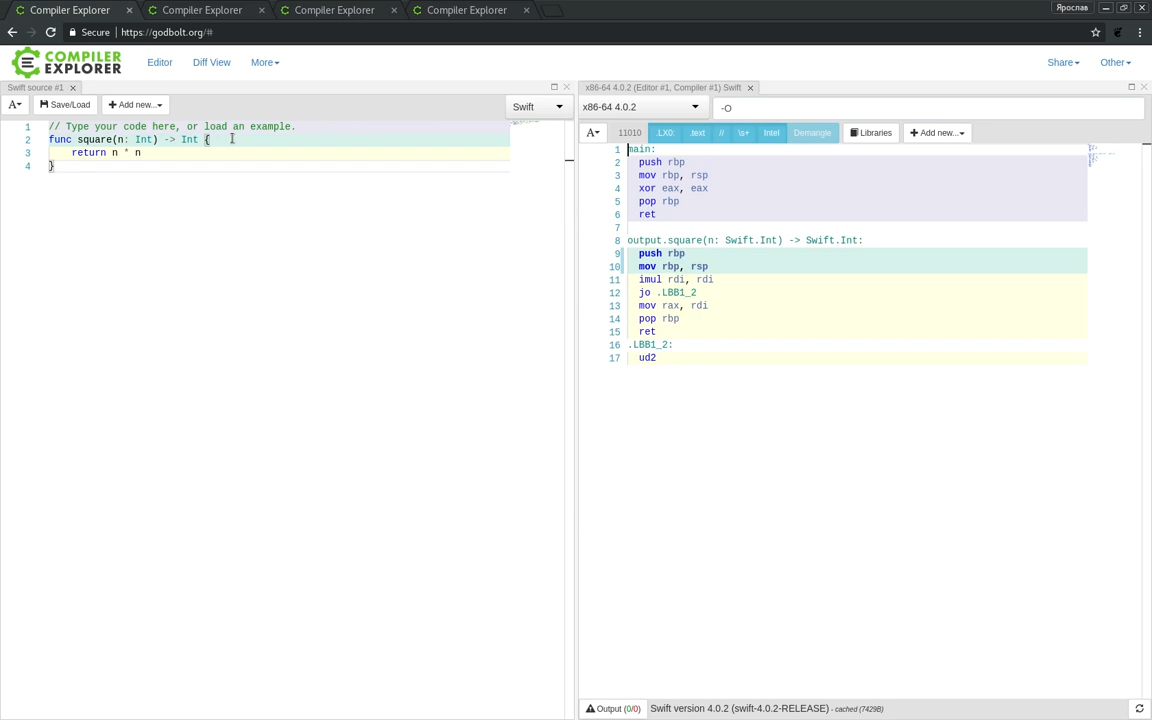 Compiler Explorer
Compiler Explorer
Compiler Explorer
Compiler Explorer
Ярослав
Secure https://godbolt.org/#
COMPILER EXPLORER
Editor
Diff View
More
Share
Other
Swift source #1
x86-64 4.0.2 (Editor #1, Compiler #1) Swift
A
Save/Load
Add new...
Swift
x86-64 4.0.2
-O
A
11010
.LX0:
.text
//
\s+
Intel
Demangle
Libraries
Add new...
1 // Type your code here, or load an example.
2 func square(n: Int) -> Int {
3 return n * n
4 }
1 main:
2 push rbp
3 mov rbp, rsp
4 xor eax, eax
5 pop rbp
6 ret
7
8 output.square(n: Swift.Int) -> Swift.Int:
9 push rbp
10 mov rbp, rsp
11 imul rdi, rdi
12 jo .LBB1_2
13 mov rax, rdi
14 pop rbp
15 ret
16 .LBB1_2:
17 ud2
Output (0/0) Swift version 4.0.2 (swift-4.0.2-RELEASE) - cached (7429B)